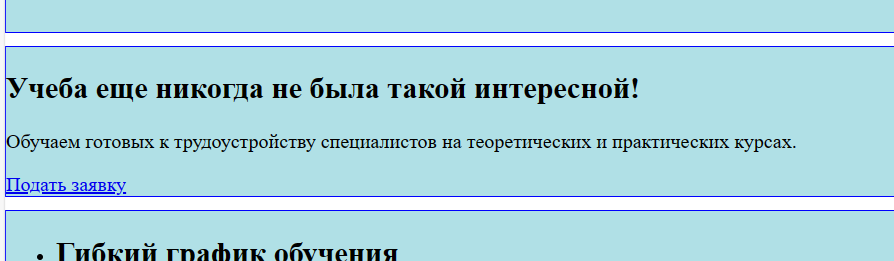 Учеба еще никогда не была такой интересной!
Обучаем готовых к трудоустройству специалистов на теоретических и практических курсах.
Подать заявку
Гибкий график обучения